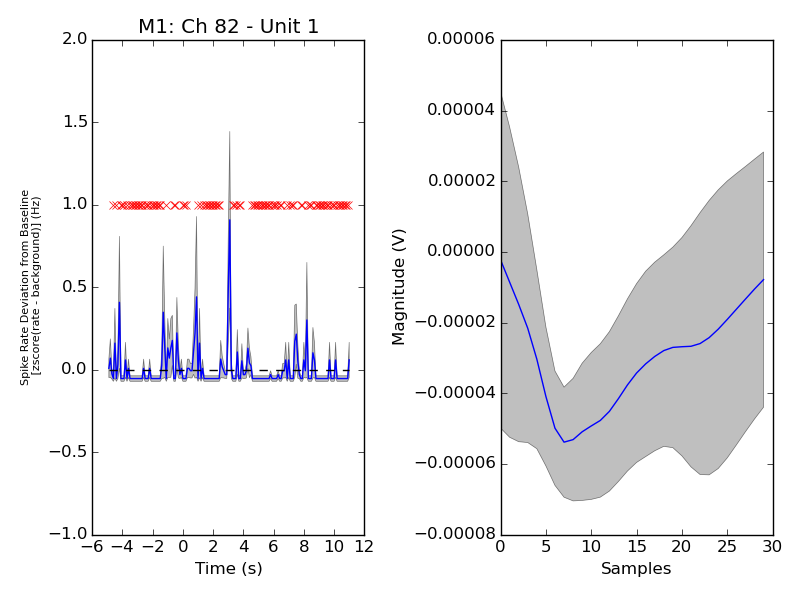 M1: Ch 82 - Unit 1
2.0
1.5
1.0
0.5
0.0
−0.5
−1.0
−6 −4 −2 0 2 4 6 8 10 12
Time (s)
Spike Rate Deviation from Baseline
[zscore(rate - background)] (Hz)
0.00006
0.00004
0.00002
0.00000
−0.00002
−0.00004
−0.00006
−0.00008
0 5 10 15 20 25 30
Samples
Magnitude (V)